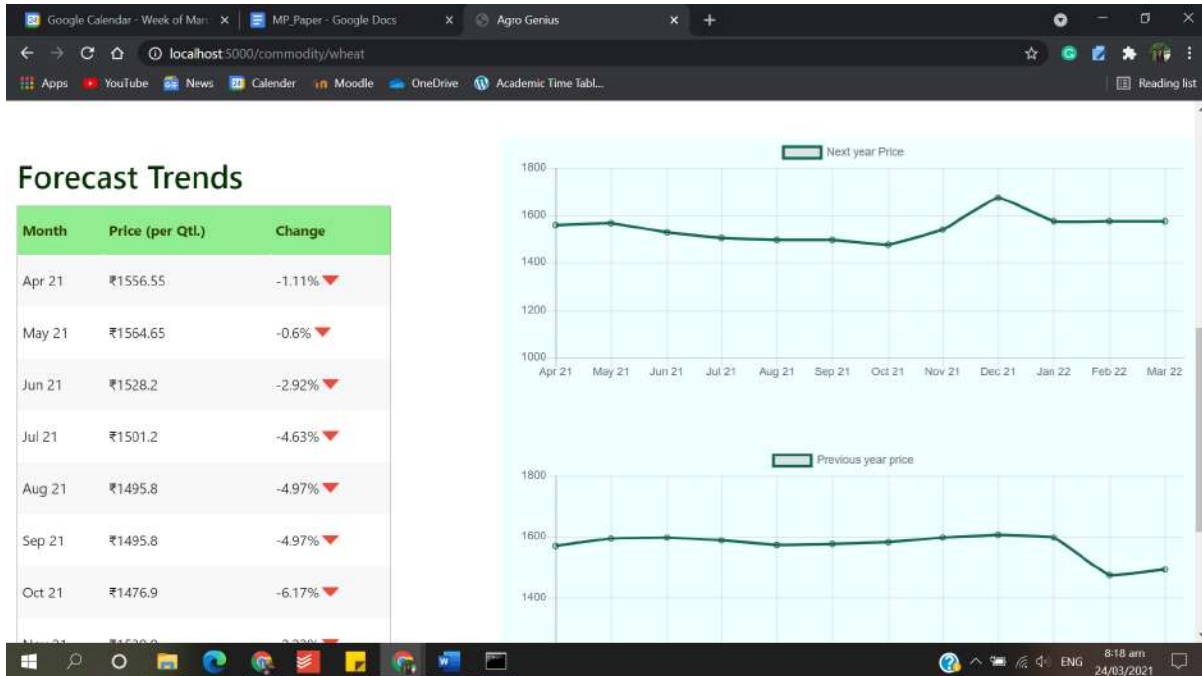 Google Calendar - Week of Marc
MP_Paper - Google Docs
Agro Genius
localhost:5000/commodity/wheat
Apps YouTube News Calender Moodle OneDrive Academic Time Tabl... Reading list
Forecast Trends
Month Price (per Qtl.) Change
Apr 21 ₹1556.55 -1.11%
May 21 ₹1564.65 -0.6%
Jun 21 ₹1528.2 -2.92%
Jul 21 ₹1501.2 -4.63%
Aug 21 ₹1495.8 -4.97%
Sep 21 ₹1495.8 -4.97%
Oct 21 ₹1476.9 -6.17%
Next year Price
1800
1600
1400
1200
1000
Apr 21 May 21 Jun 21 Jul 21 Aug 21 Sep 21 Oct 21 Nov 21 Dec 21 Jan 22 Feb 22 Mar 22
Previous year price
1800
1600
1400
ENG
8:18 am
24/03/2021